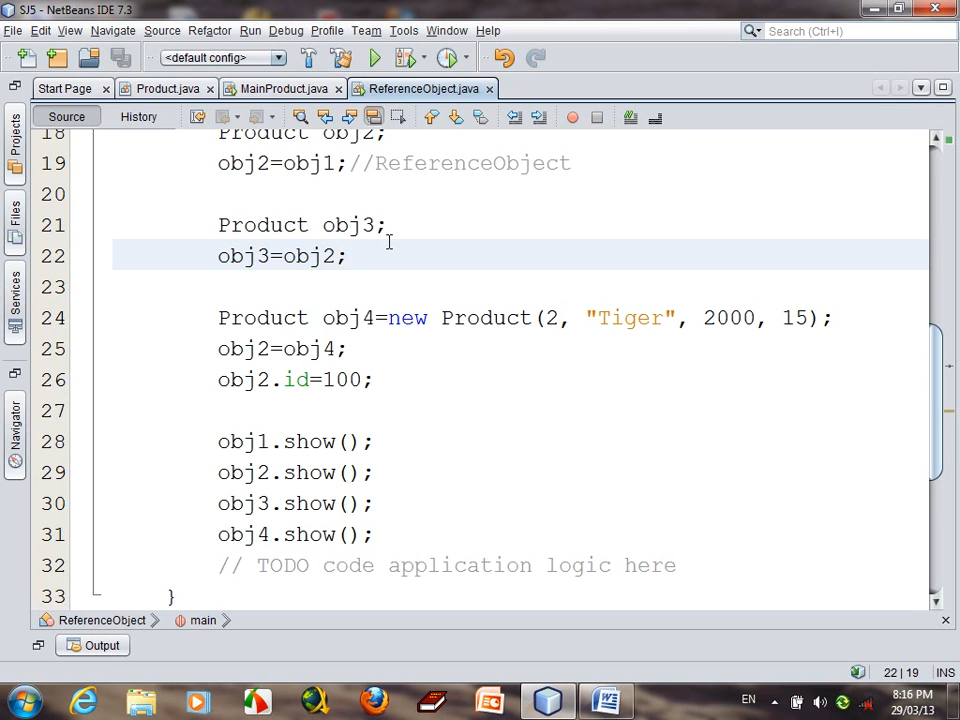 SJ5 - NetBeans IDE 7.3
File Edit View Navigate Source Refactor Run Debug Profile Team Tools Window Help
Search (Ctrl+I)
<default config>
Start Page Product.java MainProduct.java ReferenceObject.java
Source History
Projects
Files
Services
Navigator
18 Product obj2;
19 obj2=obj1;//ReferenceObject
20
21 Product obj3;
22 obj3=obj2;
23
24 Product obj4=new Product(2, "Tiger", 2000, 15);
25 obj2=obj4;
26 obj2.id=100;
27
28 obj1.show();
29 obj2.show();
30 obj3.show();
31 obj4.show();
32 // TODO code application logic here
33 }
ReferenceObject main
Output
22 | 19 INS
EN
8:16 PM
29/03/13